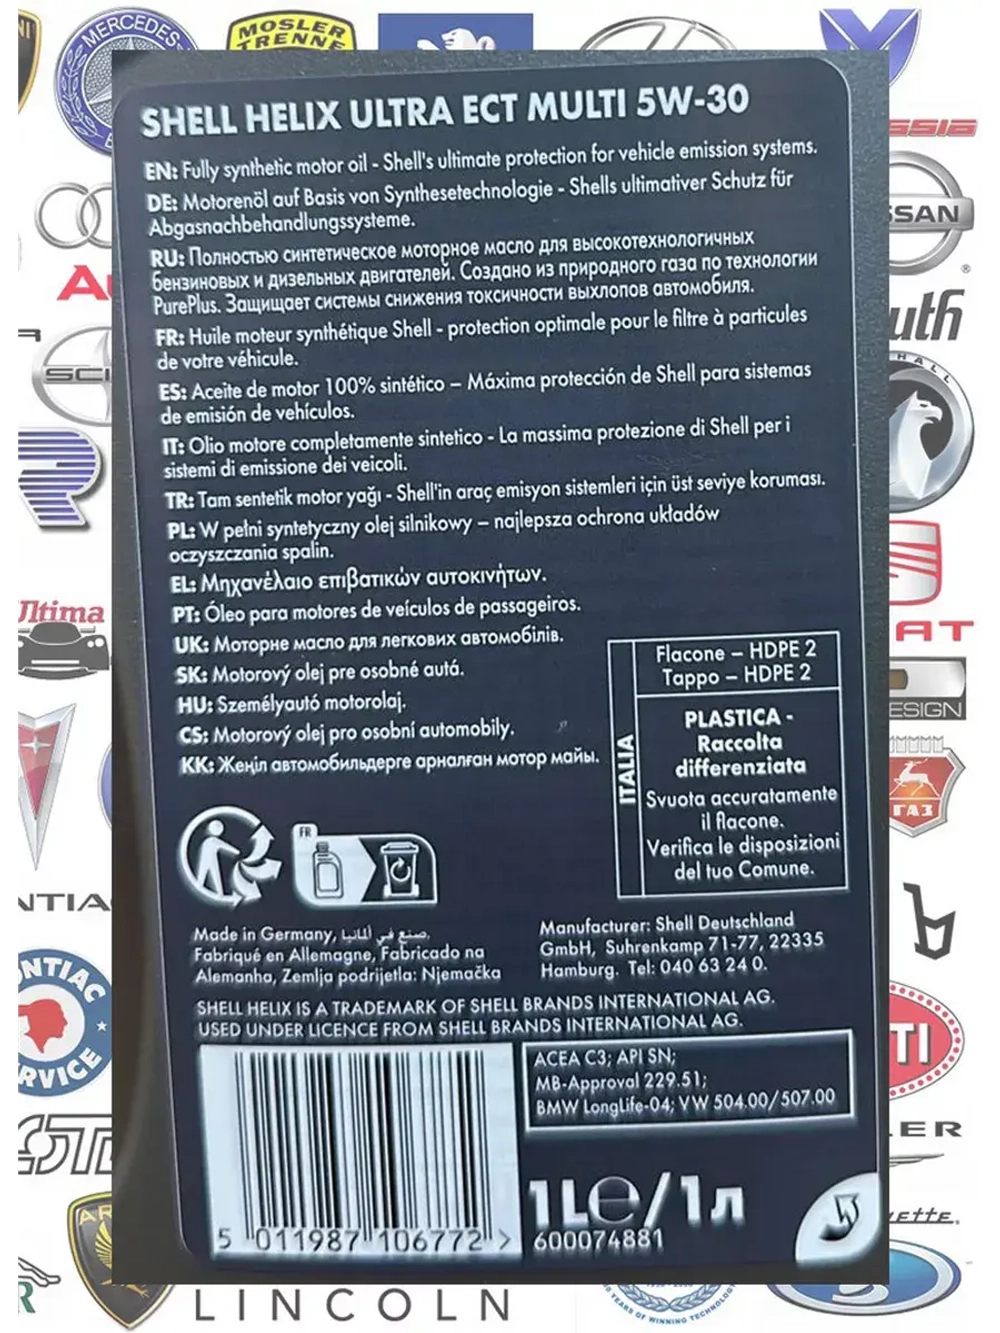 MERCEDES
MOSLER
TRENNE
SHELL HELIX ULTRA ECT MULTI 5W-30
EN: Fully synthetic motor oil - Shell's ultimate protection for vehicle emission systems.
DE: Motorenöl auf Basis von Synthesetechnologie - Shells ultimativer Schutz für
Abgasnachbehandlungssysteme.
RU: Полностью синтетическое моторное масло для высокотехнологичных
бензиновых и дизельных двигателей. Создано из природного газа по технологии
PurePlus. Защищает системы снижения токсичности выхлопов автомобиля.
FR: Huile moteur synthétique Shell - protection optimale pour le filtre à particules
de votre véhicule.
ES: Aceite de motor 100% sintético – Máxima protección de Shell para sistemas
de emisión de vehículos.
IT: Olio motore completamente sintetico - La massima protezione di Shell per i
sistemi di emissione dei veicoli.
TR: Tam sentetik motor yağı - Shell'in araç emisyon sistemleri için üst seviye koruması.
PL: W pełni syntetyczny olej silnikowy – najlepsza ochrona układów
oczyszczania spalin.
EL: Μηχανέλαιο επιβατικών αυτοκινήτων.
PT: Óleo para motores de veículos de passageiros.
UK: Моторне масло для легкових автомобілів.
SK: Motorový olej pre osobné autá.
HU: Személyautó motorolaj.
CS: Motorový olej pro osobní automobily.
KK: Жеңіл автомобильдерге арналған мотор майы.
ITALIA
Flacone – HDPE 2
Tappo – HDPE 2
PLASTICA -
Raccolta
differenziata
Svuota accuratamente
il flacone.
Verifica le disposizioni
del tuo Comune.
FR
Made in Germany, صنع في ألمانيا,
Fabriqué en Allemagne, Fabricado na
Alemanha, Zemlja podrijetla: Njemačka
Manufacturer: Shell Deutschland
GmbH, Suhrenkamp 71-77, 22335
Hamburg. Tel: 040 63 24 0.
SHELL HELIX IS A TRADEMARK OF SHELL BRANDS INTERNATIONAL AG.
USED UNDER LICENCE FROM SHELL BRANDS INTERNATIONAL AG.
ACEA C3; API SN;
MB-Approval 229.51;
BMW LongLife-04; VW 504.00/507.00
5 011987 106772 >
1L e/1л
600074881
SSAN
uth
Ultima
AT
ESIGN
ГАЗ
NTIA
ONTIAC
RVICE
TI
LER
ette
LINCOLN